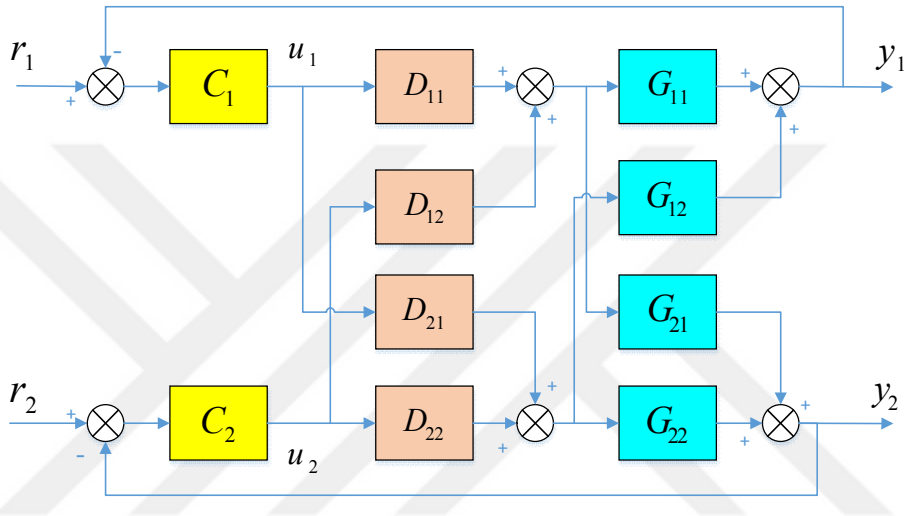 r₁ + - C₁ u₁ D₁₁ + + G₁₁ + + y₁
D₁₂ G₁₂
D₂₁ G₂₁
r₂ + - C₂ u₂ D₂₂ + + G₂₂ + + y₂